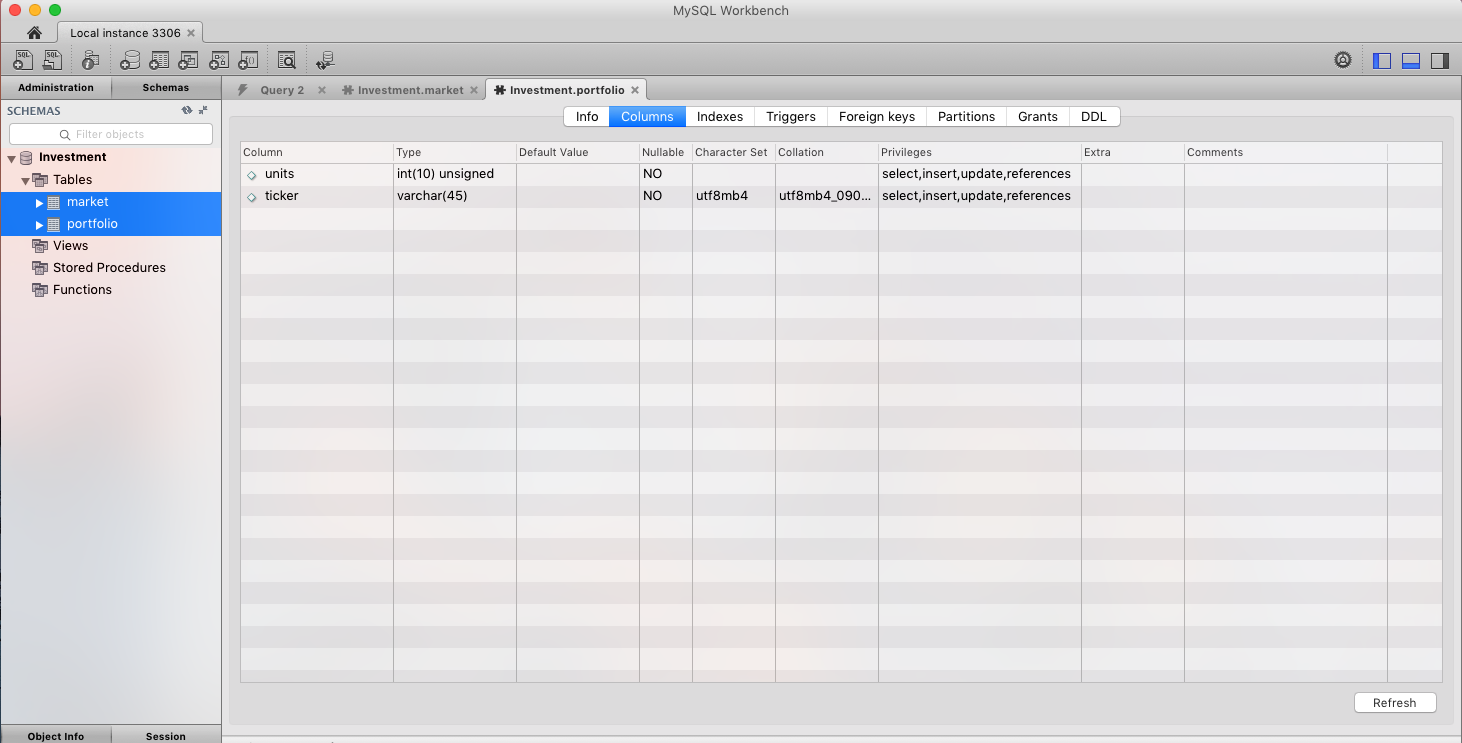 MySQL Workbench
Local instance 3306
Administration Schemas
Query 2 Investment.market Investment.portfolio
SCHEMAS
Filter objects
Investment
Tables
market
portfolio
Views
Stored Procedures
Functions
Info Columns Indexes Triggers Foreign keys Partitions Grants DDL
Column Type Default Value Nullable Character Set Collation Privileges Extra Comments
units int(10) unsigned NO select,insert,update,references
ticker varchar(45) NO utf8mb4 utf8mb4_090... select,insert,update,references
Refresh
Object Info Session